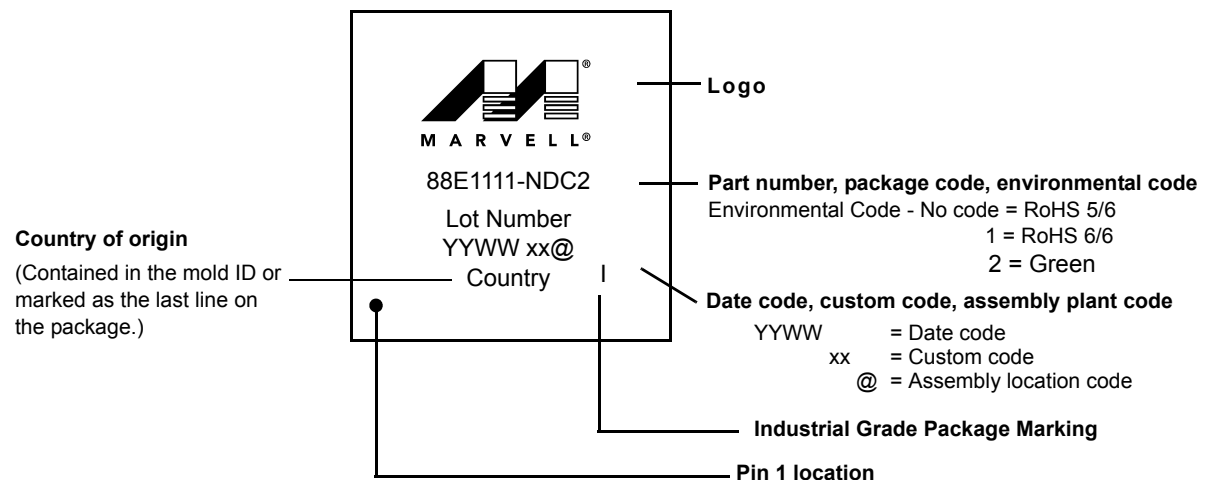 ®
MARVELL®
88E1111-NDC2
Lot Number
YYWW xx@
Country I
Logo
Part number, package code, environmental code
Environmental Code - No code = RoHS 5/6
1 = RoHS 6/6
2 = Green
Country of origin
(Contained in the mold ID or
marked as the last line on
the package.)
Date code, custom code, assembly plant code
YYWW = Date code
xx = Custom code
@ = Assembly location code
Industrial Grade Package Marking
Pin 1 location